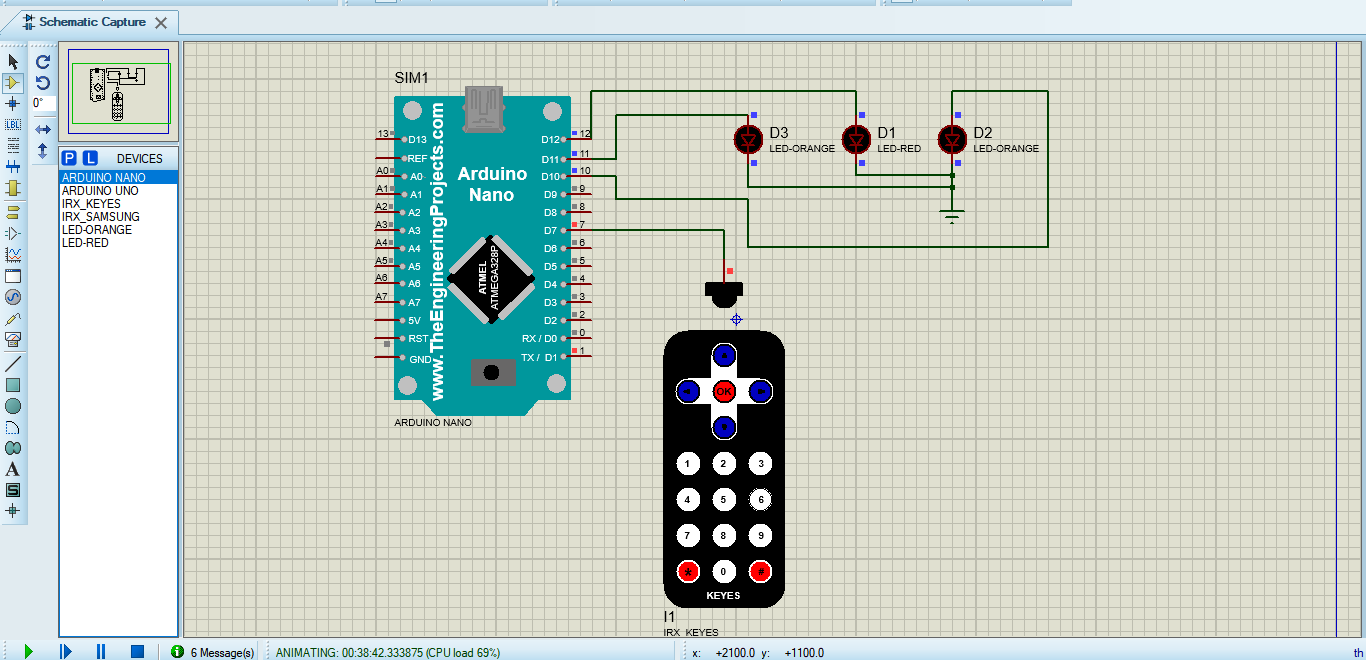 Schematic Capture
0°
LBL
P L DEVICES
ARDUINO NANO
ARDUINO UNO
IRX_KEYES
IRX_SAMSUNG
LED-ORANGE
LED-RED
A
S
SIM1
www.TheEngineeringProjects.com
Arduino
Nano
ATMEL
ATMEGA328P
13 D13
REF
A0 A0
A1 A1
A2 A2
A3 A3
A4 A4
A5 A5
A6 A6
A7 A7
5V
RST
GND
D12 12
D11 11
D10 10
D9 9
D8 8
D7 7
D6 6
D5 5
D4 4
D3 3
D2 2
RX / D0 0
TX / D1 1
ARDUINO NANO
D3
LED-ORANGE
D1
LED-RED
D2
LED-ORANGE
OK
1 2 3
4 5 6
7 8 9
* 0 #
KEYES
I1
IRX_KEYES
6 Message(s)
ANIMATING: 00:38:42.333875 (CPU load 69%)
x: +2100.0 y: +1100.0
th